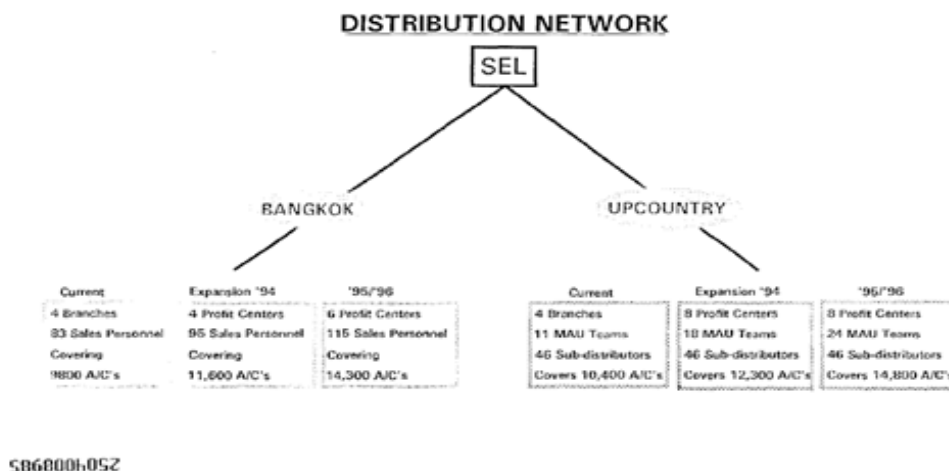 DISTRIBUTION NETWORK
SEL
BANGKOK
UPCOUNTRY
Current
4 Branches
83 Sales Personnel
Covering
9800 A/C's
Expansion '94
4 Profit Centers
95 Sales Personnel
Covering
11,600 A/C's
'95/'96
6 Profit Centers
115 Sales Personnel
Covering
14,300 A/C's
Current
4 Branches
11 MAU Teams
46 Sub-distributors
Covers 10,400 A/C's
Expansion '94
8 Profit Centers
18 MAU Teams
46 Sub-distributors
Covers 12,300 A/C's
'95/'96
8 Profit Centers
24 MAU Teams
46 Sub-distributors
Covers 14,800 A/C's
2504008985